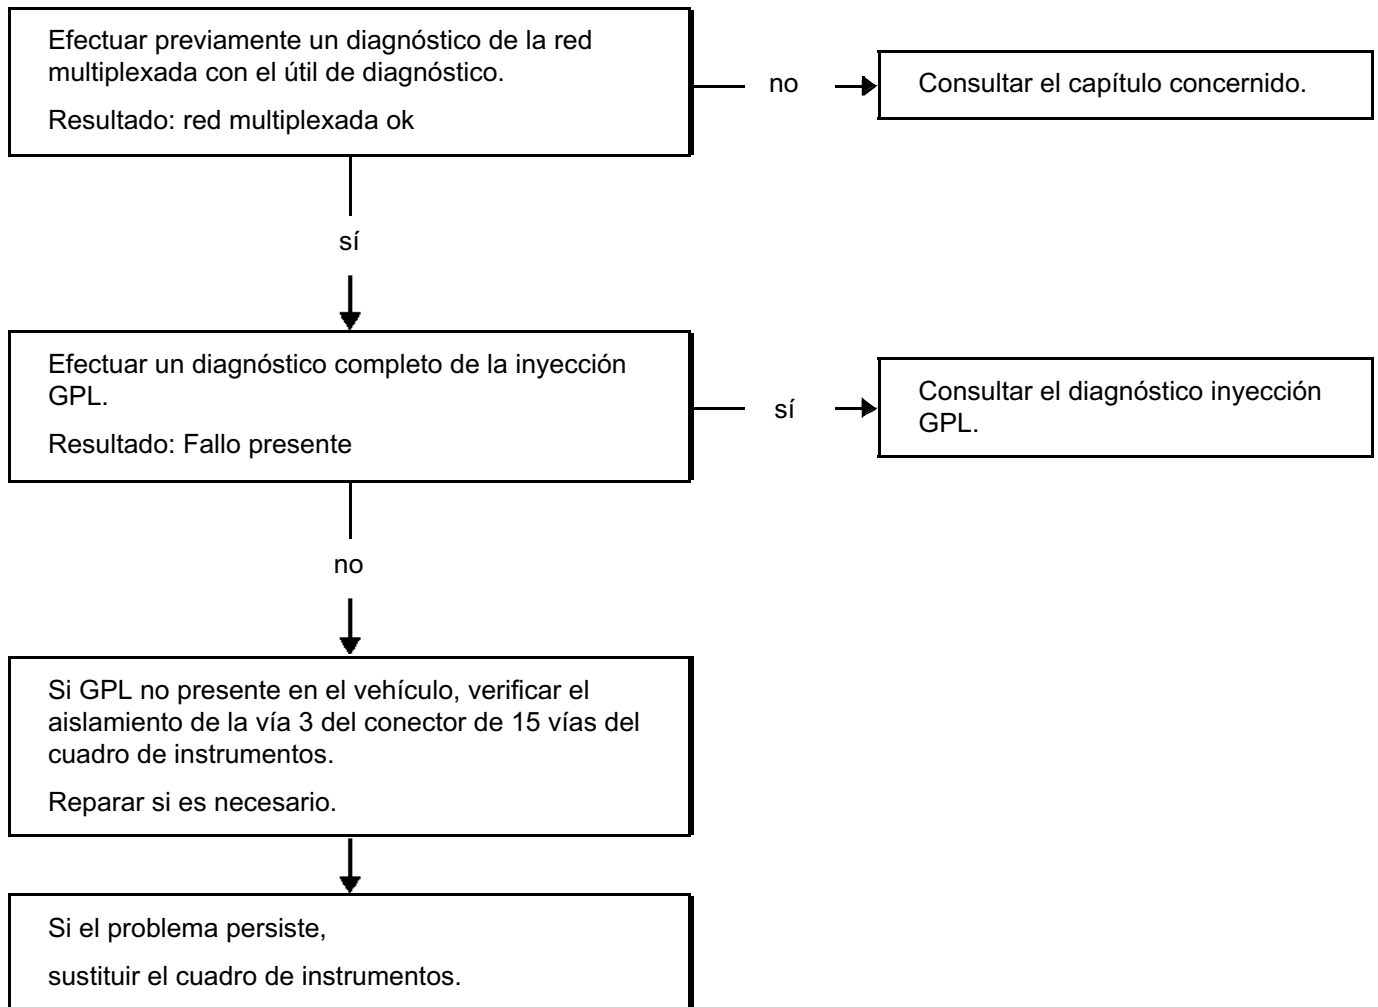 Efectuar previamente un diagnóstico de la red
multiplexada con el útil de diagnóstico.
Resultado: red multiplexada ok
no
Consultar el capítulo concernido.
sí
Efectuar un diagnóstico completo de la inyección
GPL.
Resultado: Fallo presente
sí
Consultar el diagnóstico inyección
GPL.
no
Si GPL no presente en el vehículo, verificar el
aislamiento de la vía 3 del conector de 15 vías del
cuadro de instrumentos.
Reparar si es necesario.
Si el problema persiste,
sustituir el cuadro de instrumentos.